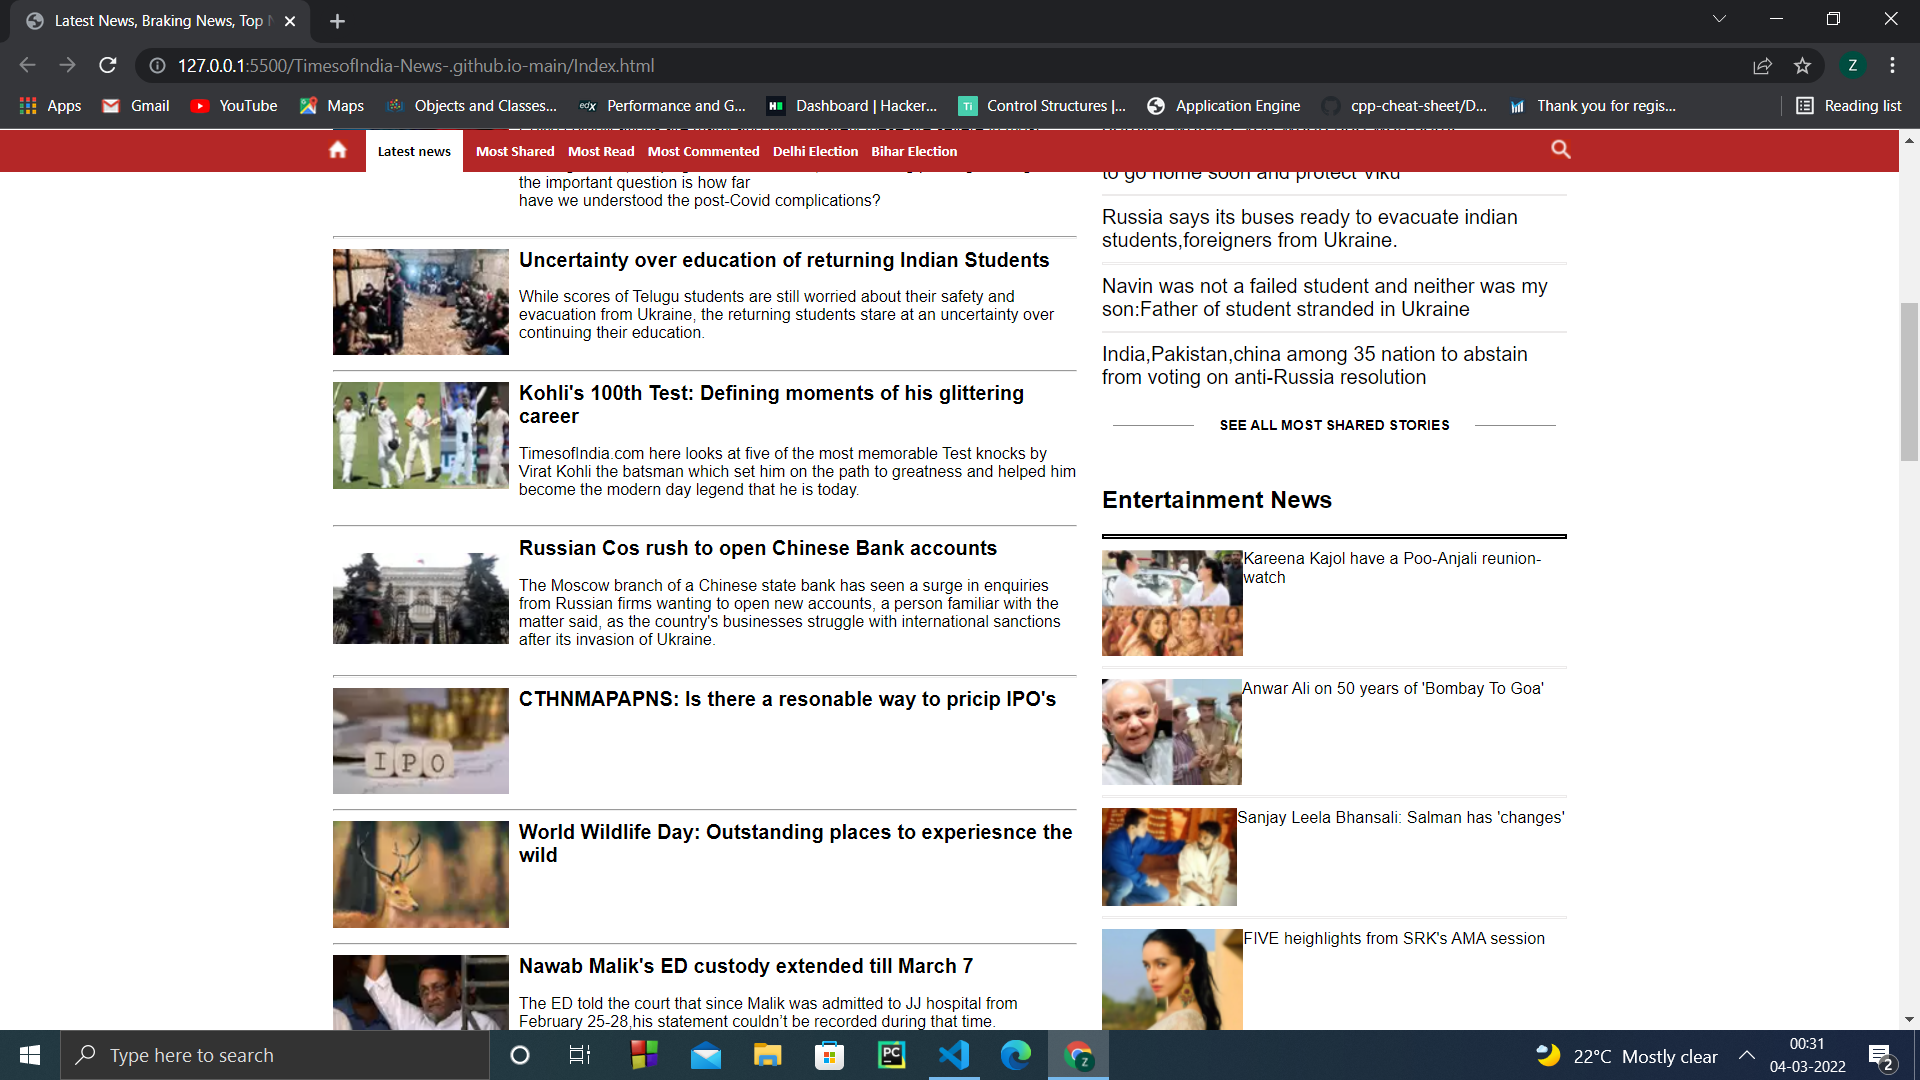 Latest News, Braking News, Top N
127.0.0.1:5500/TimesofIndia-News-.github.io-main/Index.html
Z
Apps
Gmail
YouTube
Maps
Objects and Classes...
edX
Performance and G...
Dashboard | Hacker...
Ti
Control Structures |...
Application Engine
cpp-cheat-sheet/D...
Thank you for regis...
Reading list
Latest news
Most Shared
Most Read
Most Commented
Delhi Election
Bihar Election
the important question is how far
have we understood the post-Covid complications?
Uncertainty over education of returning Indian Students
While scores of Telugu students are still worried about their safety and
evacuation from Ukraine, the returning students stare at an uncertainty over
continuing their education.
Kohli's 100th Test: Defining moments of his glittering
career
TimesofIndia.com here looks at five of the most memorable Test knocks by
Virat Kohli the batsman which set him on the path to greatness and helped him
become the modern day legend that he is today.
Russian Cos rush to open Chinese Bank accounts
The Moscow branch of a Chinese state bank has seen a surge in enquiries
from Russian firms wanting to open new accounts, a person familiar with the
matter said, as the country's businesses struggle with international sanctions
after its invasion of Ukraine.
IPO
CTHNMAPAPNS: Is there a resonable way to pricip IPO's
World Wildlife Day: Outstanding places to experiesnce the
wild
Nawab Malik's ED custody extended till March 7
The ED told the court that since Malik was admitted to JJ hospital from
February 25-28,his statement couldn't be recorded during that time.
to go home soon and protect Viku
Russia says its buses ready to evacuate indian
students,foreigners from Ukraine.
Navin was not a failed student and neither was my
son:Father of student stranded in Ukraine
India,Pakistan,china among 35 nation to abstain
from voting on anti-Russia resolution
SEE ALL MOST SHARED STORIES
Entertainment News
Kareena Kajol have a Poo-Anjali reunion-
watch
Anwar Ali on 50 years of 'Bombay To Goa'
Sanjay Leela Bhansali: Salman has 'changes'
FIVE heighlights from SRK's AMA session
Type here to search
PC
Z
22°C Mostly clear
00:31
04-03-2022
2